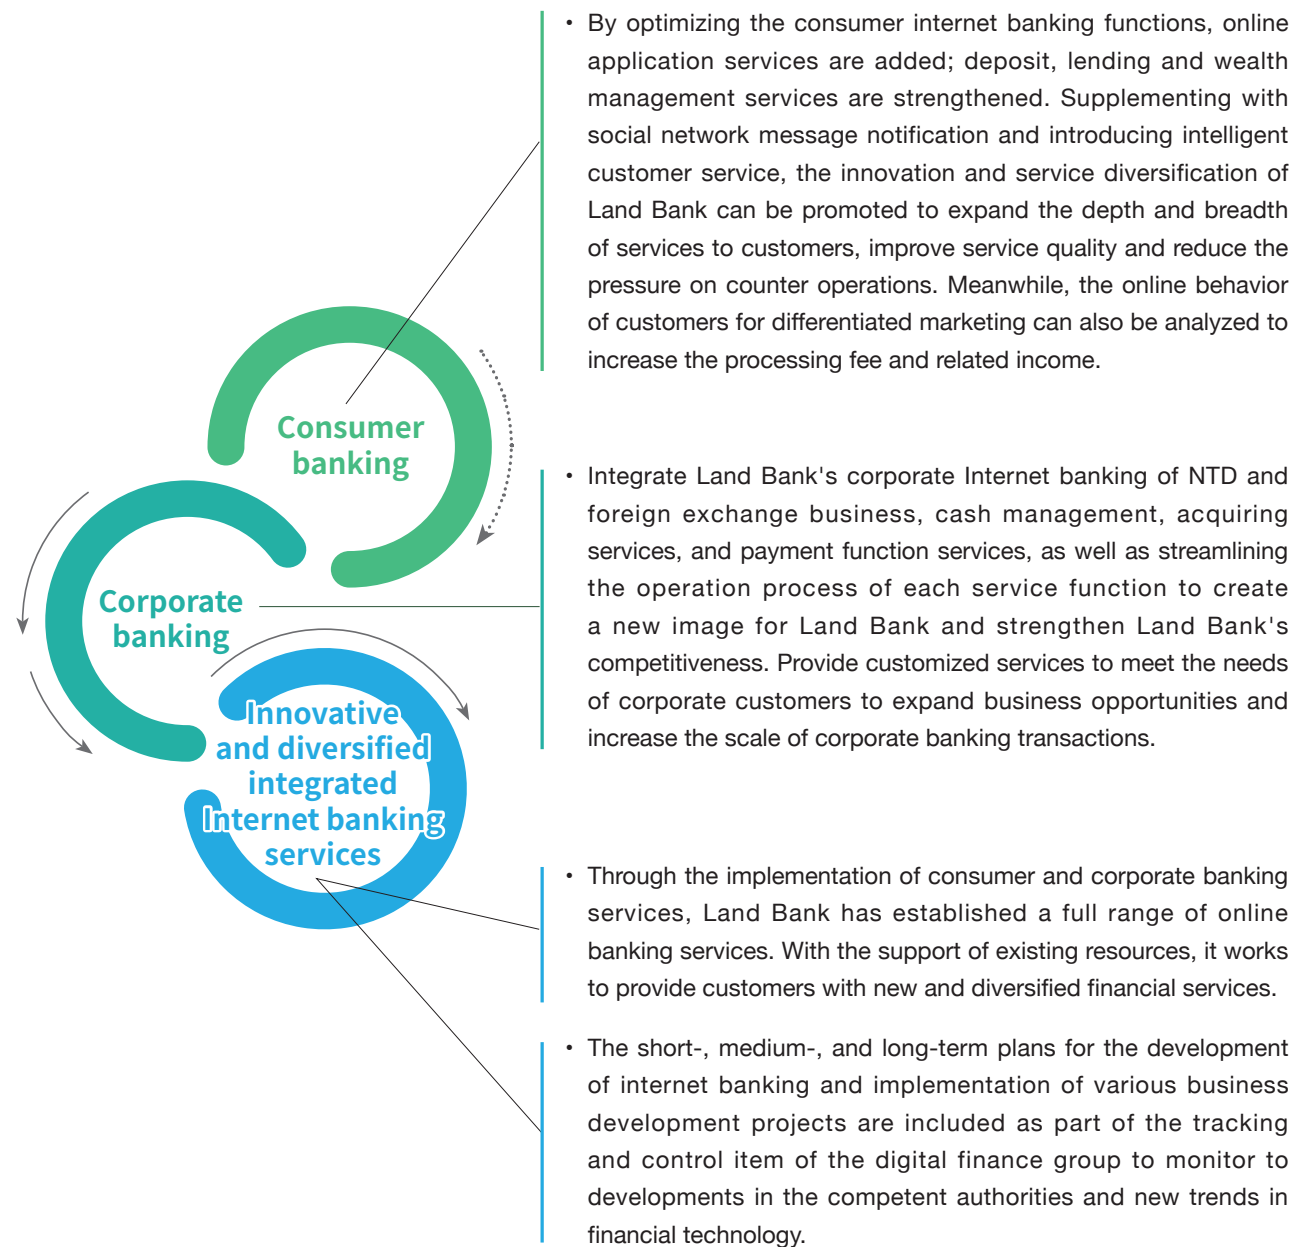 • By optimizing the consumer internet banking functions, online
application services are added; deposit, lending and wealth
management services are strengthened. Supplementing with
social network message notification and introducing intelligent
customer service, the innovation and service diversification of
Land Bank can be promoted to expand the depth and breadth
of services to customers, improve service quality and reduce the
pressure on counter operations. Meanwhile, the online behavior
of customers for differentiated marketing can also be analyzed to
increase the processing fee and related income.
Consumer
banking
• Integrate Land Bank's corporate Internet banking of NTD and
foreign exchange business, cash management, acquiring
services, and payment function services, as well as streamlining
the operation process of each service function to create
a new image for Land Bank and strengthen Land Bank's
competitiveness. Provide customized services to meet the needs
of corporate customers to expand business opportunities and
increase the scale of corporate banking transactions.
Corporate
banking
Innovative
and diversified
integrated
Internet banking
services
• Through the implementation of consumer and corporate banking
services, Land Bank has established a full range of online
banking services. With the support of existing resources, it works
to provide customers with new and diversified financial services.
• The short-, medium-, and long-term plans for the development
of internet banking and implementation of various business
development projects are included as part of the tracking
and control item of the digital finance group to monitor to
developments in the competent authorities and new trends in
financial technology.